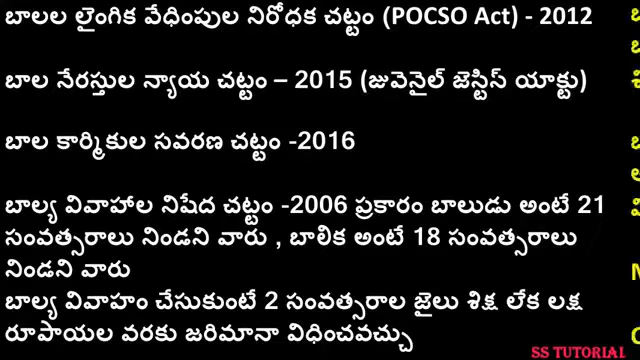 బాలల లైంగిక వేధింపుల నిరోధక చట్టం (POCSO Act) - 2012
బాల నేరస్తుల న్యాయ చట్టం – 2015 (జువెనైల్ జెస్టిస్ యాక్టు)
బాల కార్మికుల సవరణ చట్టం -2016
బాల్య వివాహాల నిషేద చట్టం -2006 ప్రకారం బాలుడు అంటే 21
సంవత్సరాలు నిండని వారు , బాలిక అంటే 18 సంవత్సరాలు
నిండని వారు
బాల్య వివాహం చేసుకుంటే 2 సంవత్సరాల జైలు శిక్ష లేక లక్ష
రూపాయల వరకు జరిమానా విధించవచ్చు
SS TUTORIAL